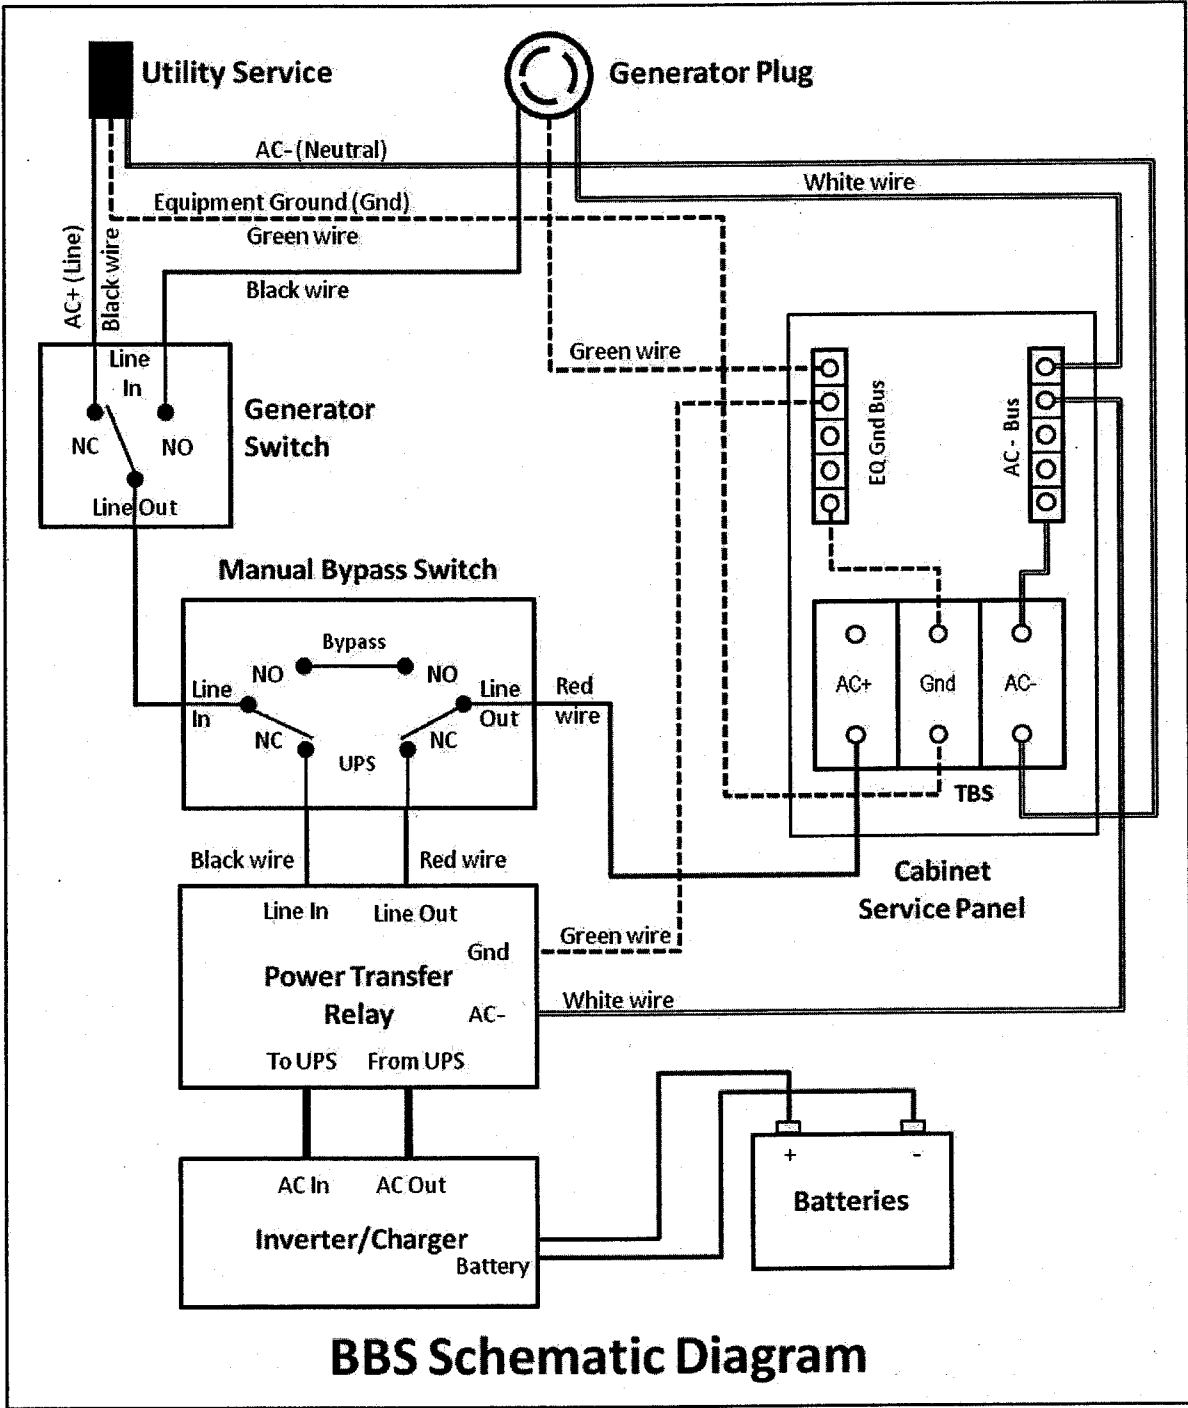 Utility Service
Generator Plug
AC- (Neutral)
White wire
Equipment Ground (Gnd)
Green wire
AC+ (Line)
Black wire
Black wire
Green wire
Line
In
NC
NO
Line Out
Generator
Switch
EQ Gnd Bus
AC - Bus
Manual Bypass Switch
Bypass
NO
NO
Line
In
Line
Out
NC
NC
UPS
Red
wire
AC+
Gnd
AC-
TBS
Cabinet
Service Panel
Black wire
Red wire
Line In
Line Out
Gnd
Green wire
Power Transfer
Relay
AC-
White wire
To UPS
From UPS
AC In
AC Out
Inverter/Charger
Battery
+
-
Batteries
BBS Schematic Diagram